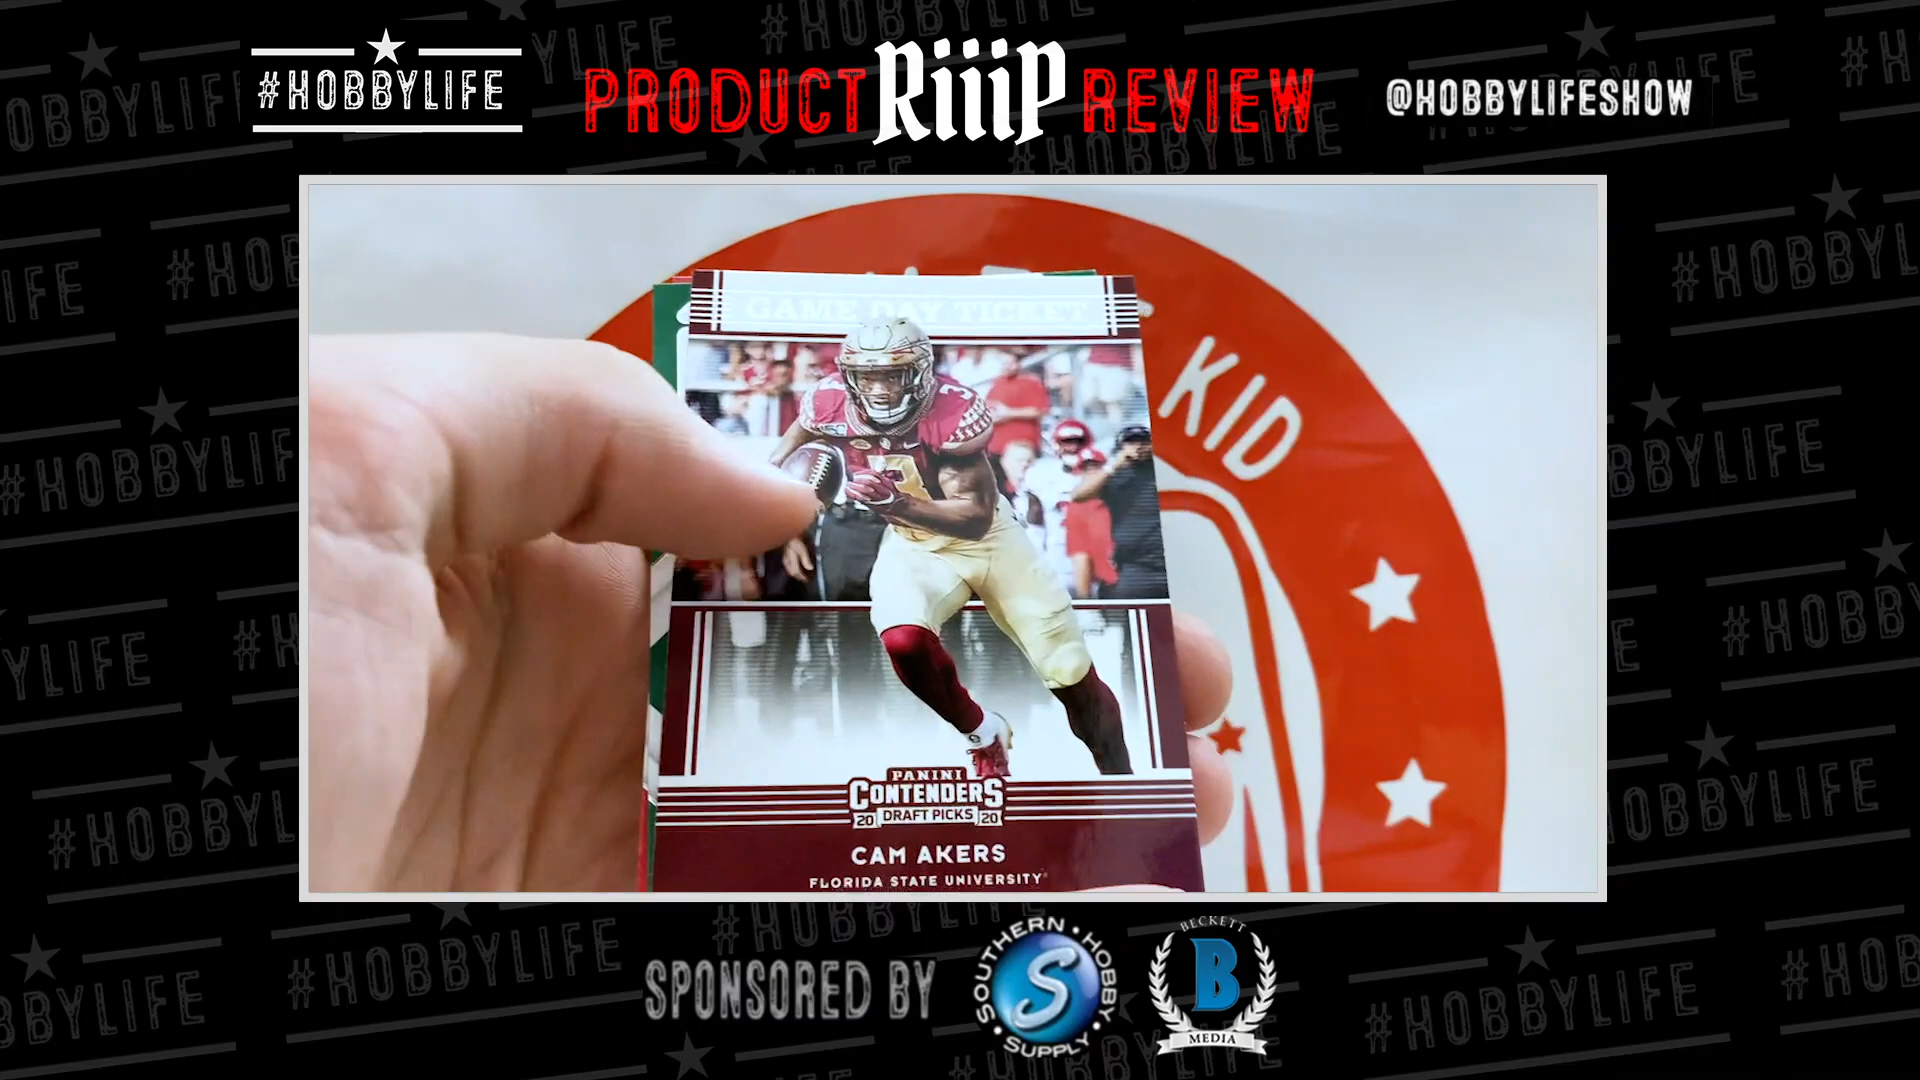 #HOBBYLIFE
PRODUCT RiiiP REVIEW
@HOBBYLIFESHOW
GAME DAY TICKET
KID
3
PANINI
CONTENDERS
20 DRAFT PICKS 20
CAM AKERS
FLORIDA STATE UNIVERSITY
SPONSORED BY
SOUTHERN HOBBY SUPPLY
S
BECKETT
B
MEDIA